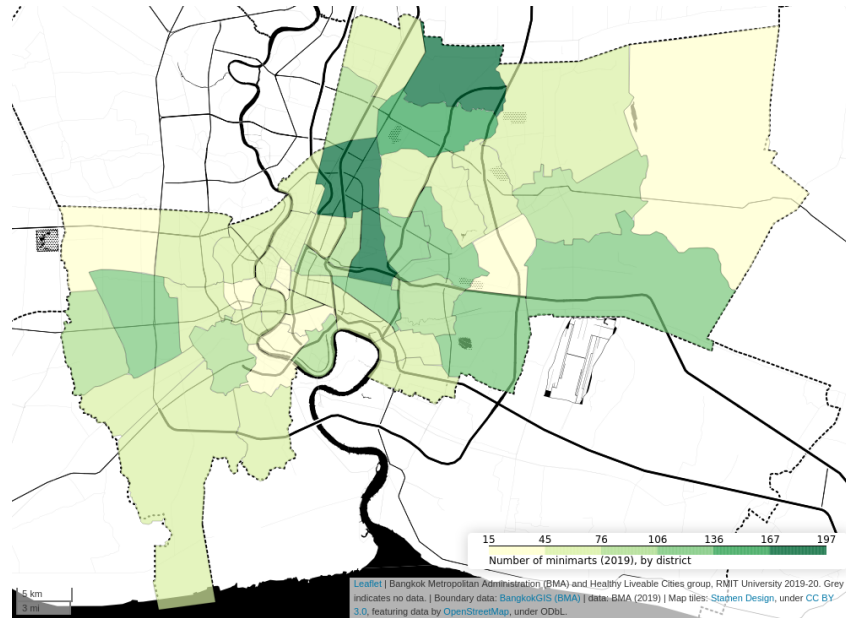 15 45 76 106 136 167 197
Number of minimarts (2019), by district
5 km
3 mi
Leaflet | Bangkok Metropolitan Administration (BMA) and Healthy Liveable Cities group, RMIT University 2019-20. Grey
indicates no data. | Boundary data: BangkokGIS (BMA) | data: BMA (2019) | Map tiles: Stamen Design, under CC BY
3.0, featuring data by OpenStreetMap, under ODbL.